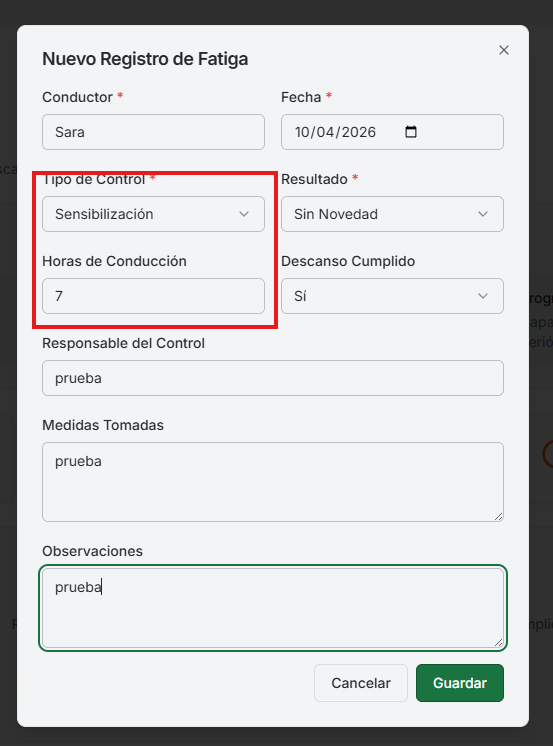 Nuevo Registro de Fatiga
Conductor *
Fecha *
Sara
10/04/2026
Tipo de Control *
Resultado *
Sensibilización
Sin Novedad
Horas de Conducción
Descanso Cumplido
7
Sí
Responsable del Control
prueba
Medidas Tomadas
prueba
Observaciones
prueba
Cancelar
Guardar